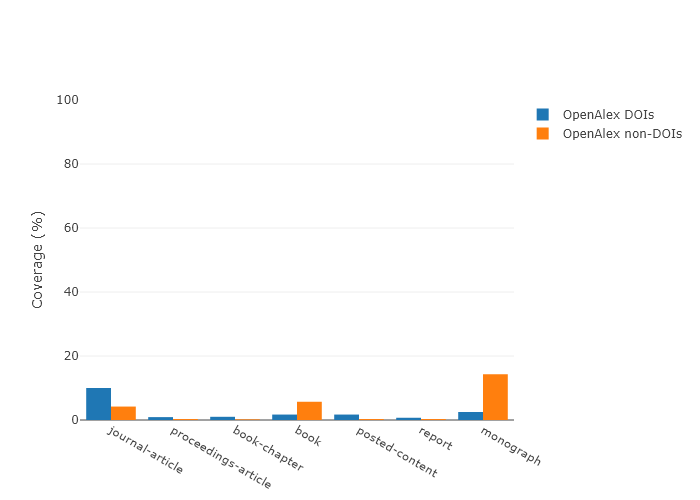 100
80
60
40
20
0
Coverage (%)
journal-article
proceedings-article
book-chapter
book
posted-content
report
monograph
OpenAlex DOIs
OpenAlex non-DOIs